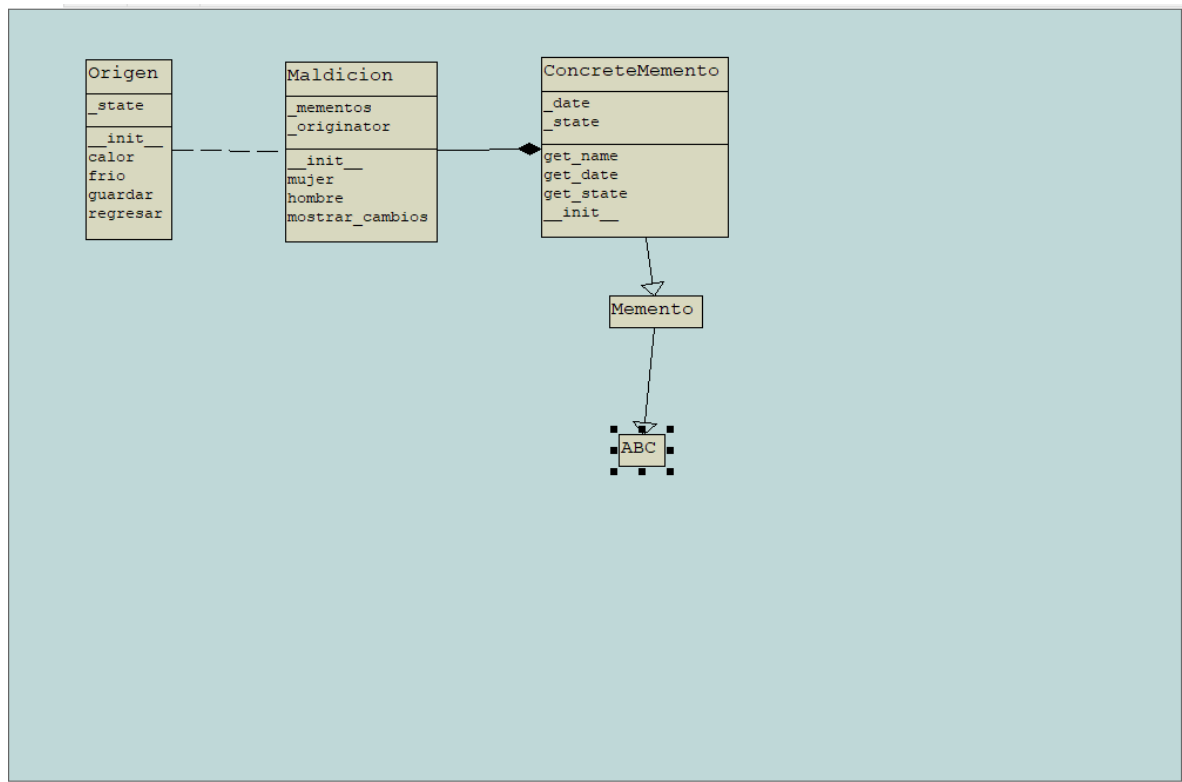 Origen
_state
__init__
calor
frio
guardar
regresar
Maldicion
_mementos
_originator
__init__
mujer
hombre
mostrar_cambios
ConcreteMemento
_date
_state
get_name
get_date
get_state
__init__
Memento
ABC